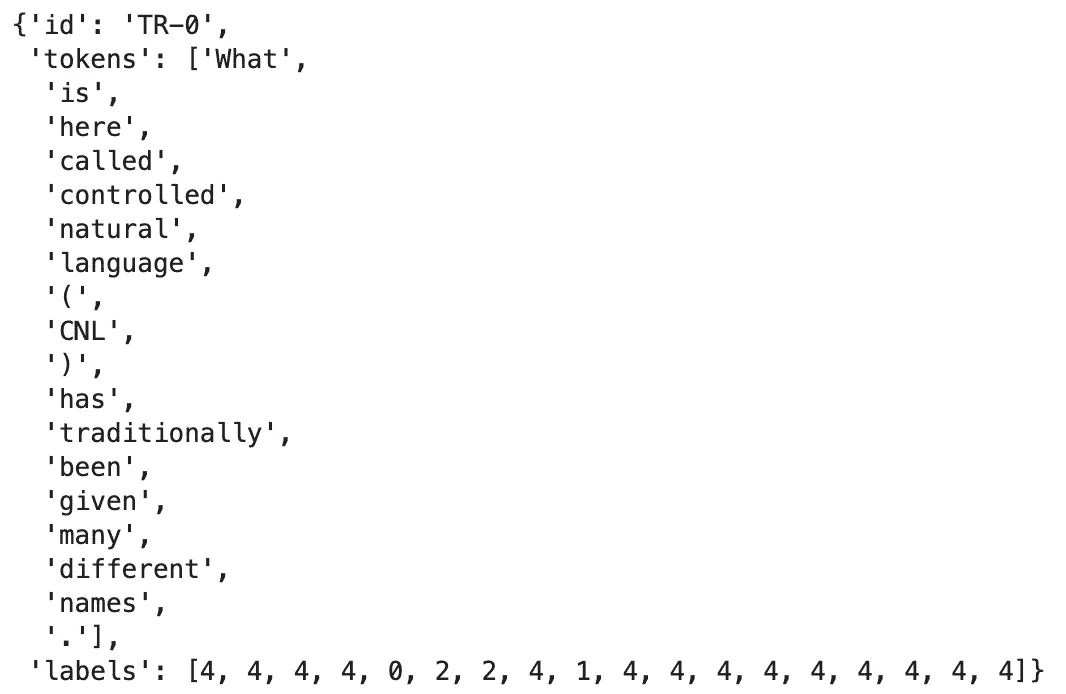 {'id': 'TR-0',
 'tokens': ['What',
  'is',
  'here',
  'called',
  'controlled',
  'natural',
  'language',
  '(',
  'CNL',
  ')',
  'has',
  'traditionally',
  'been',
  'given',
  'many',
  'different',
  'names',
  '.'],
 'labels': [4, 4, 4, 4, 0, 2, 2, 4, 1, 4, 4, 4, 4, 4, 4, 4, 4, 4]}